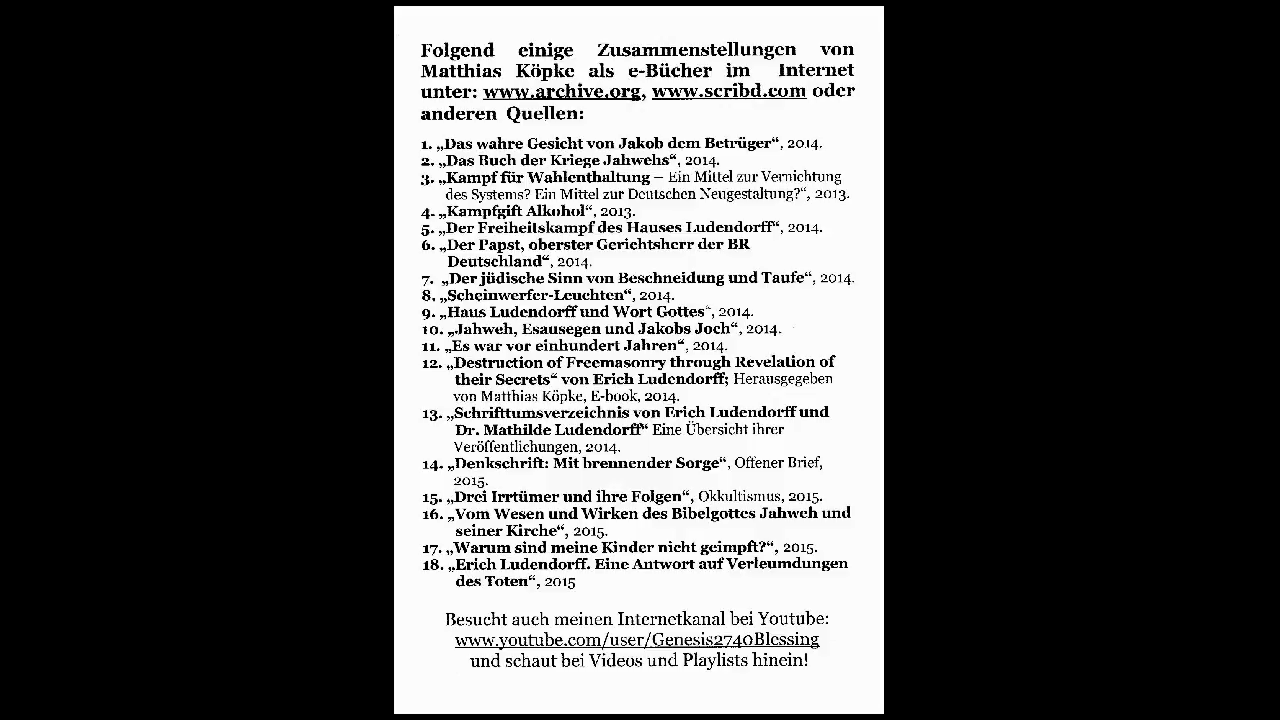 Folgend einige Zusammenstellungen von
Matthias Köpke als e-Bücher im Internet
unter: www.archive.org, www.scribd.com oder
anderen Quellen:
1. „Das wahre Gesicht von Jakob dem Betrüger“, 2014.
2. „Das Buch der Kriege Jahwehs“, 2014.
3. „Kampf für Wahlenthaltung – Ein Mittel zur Vernichtung
des Systems? Ein Mittel zur Deutschen Neugestaltung?“, 2013.
4. „Kampfgift Alkohol“, 2013.
5. „Der Freiheitskampf des Hauses Ludendorff“, 2014.
6. „Der Papst, oberster Gerichtsherr der BR
Deutschland“, 2014.
7. „Der jüdische Sinn von Beschneidung und Taufe“, 2014.
8. „Scheinwerfer-Leuchten“, 2014.
9. „Haus Ludendorff und Wort Gottes“, 2014.
10. „Jahweh, Esausegen und Jakobs Joch“, 2014.
11. „Es war vor einhundert Jahren“, 2014.
12. „Destruction of Freemasonry through Revelation of
their Secrets“ von Erich Ludendorff; Herausgegeben
von Matthias Köpke, E-book, 2014.
13. „Schrifttumsverzeichnis von Erich Ludendorff und
Dr. Mathilde Ludendorff“ Eine Übersicht ihrer
Veröffentlichungen, 2014.
14. „Denkschrift: Mit brennender Sorge“, Offener Brief,
2015.
15. „Drei Irrtümer und ihre Folgen“, Okkultismus, 2015.
16. „Vom Wesen und Wirken des Bibelgottes Jahweh und
seiner Kirche“, 2015.
17. „Warum sind meine Kinder nicht geimpft?“, 2015.
18. „Erich Ludendorff. Eine Antwort auf Verleumdungen
des Toten“, 2015
Besucht auch meinen Internetkanal bei Youtube:
www.youtube.com/user/Genesis2740Blessing
und schaut bei Videos und Playlists hinein!